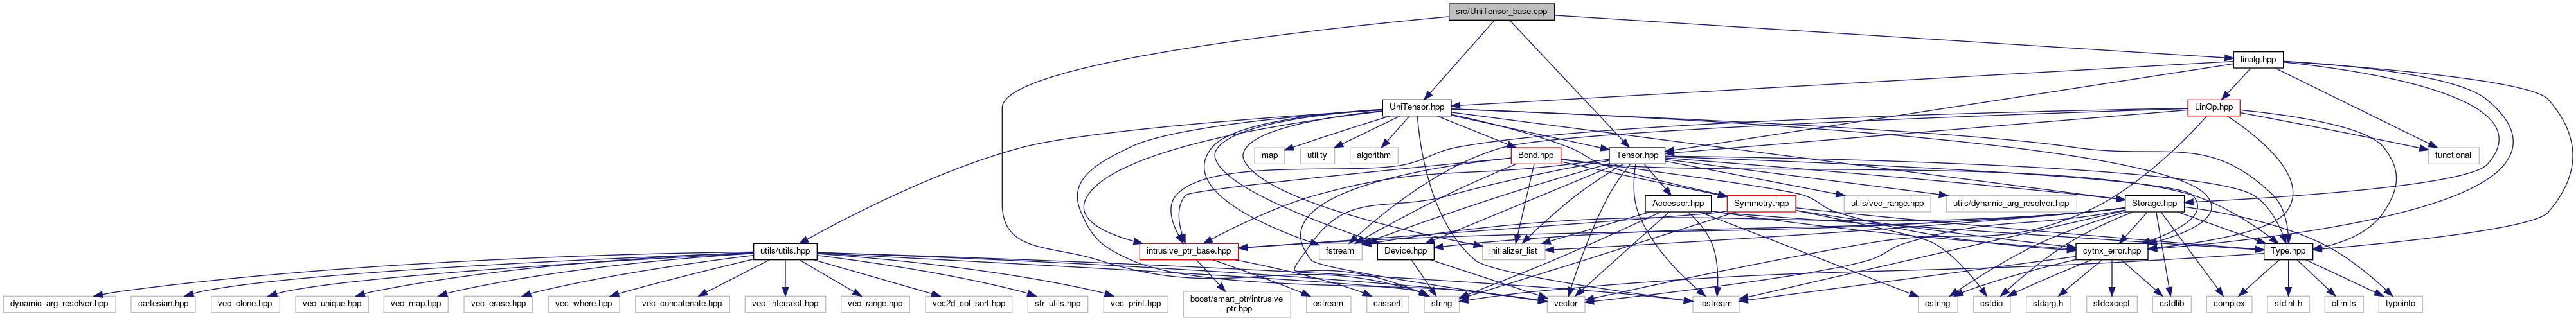 src/UniTensor_base.cpp
linalg.hpp
UniTensor.hpp
LinOp.hpp
map
utility
algorithm
Bond.hpp
Tensor.hpp
functional
Accessor.hpp
Symmetry.hpp
utils/vec_range.hpp
utils/dynamic_arg_resolver.hpp
Storage.hpp
utils/utils.hpp
intrusive_ptr_base.hpp
fstream
Device.hpp
initializer_list
cytnx_error.hpp
Type.hpp
dynamic_arg_resolver.hpp
cartesian.hpp
vec_clone.hpp
vec_unique.hpp
vec_map.hpp
vec_erase.hpp
vec_where.hpp
vec_concatenate.hpp
vec_intersect.hpp
vec_range.hpp
vec2d_col_sort.hpp
str_utils.hpp
vec_print.hpp
boost/smart_ptr/intrusive
_ptr.hpp
ostream
cassert
string
vector
iostream
cstring
cstdio
stdarg.h
stdexcept
cstdlib
complex
stdint.h
climits
typeinfo